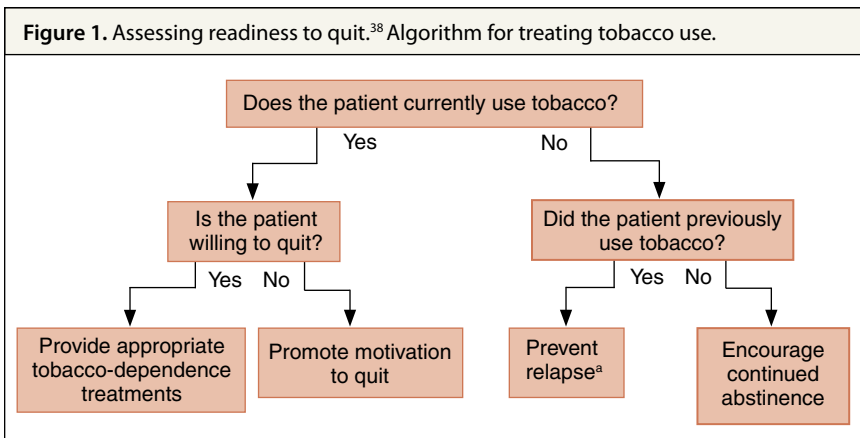 Figure 1. Assessing readiness to quit.³⁸ Algorithm for treating tobacco use.
Does the patient currently use tobacco?
Yes
No
Is the patient
willing to quit?
Did the patient previously
use tobacco?
Yes
No
Yes
No
Provide appropriate
tobacco-dependence
treatments
Promote motivation
to quit
Prevent
relapseᵃ
Encourage
continued
abstinence